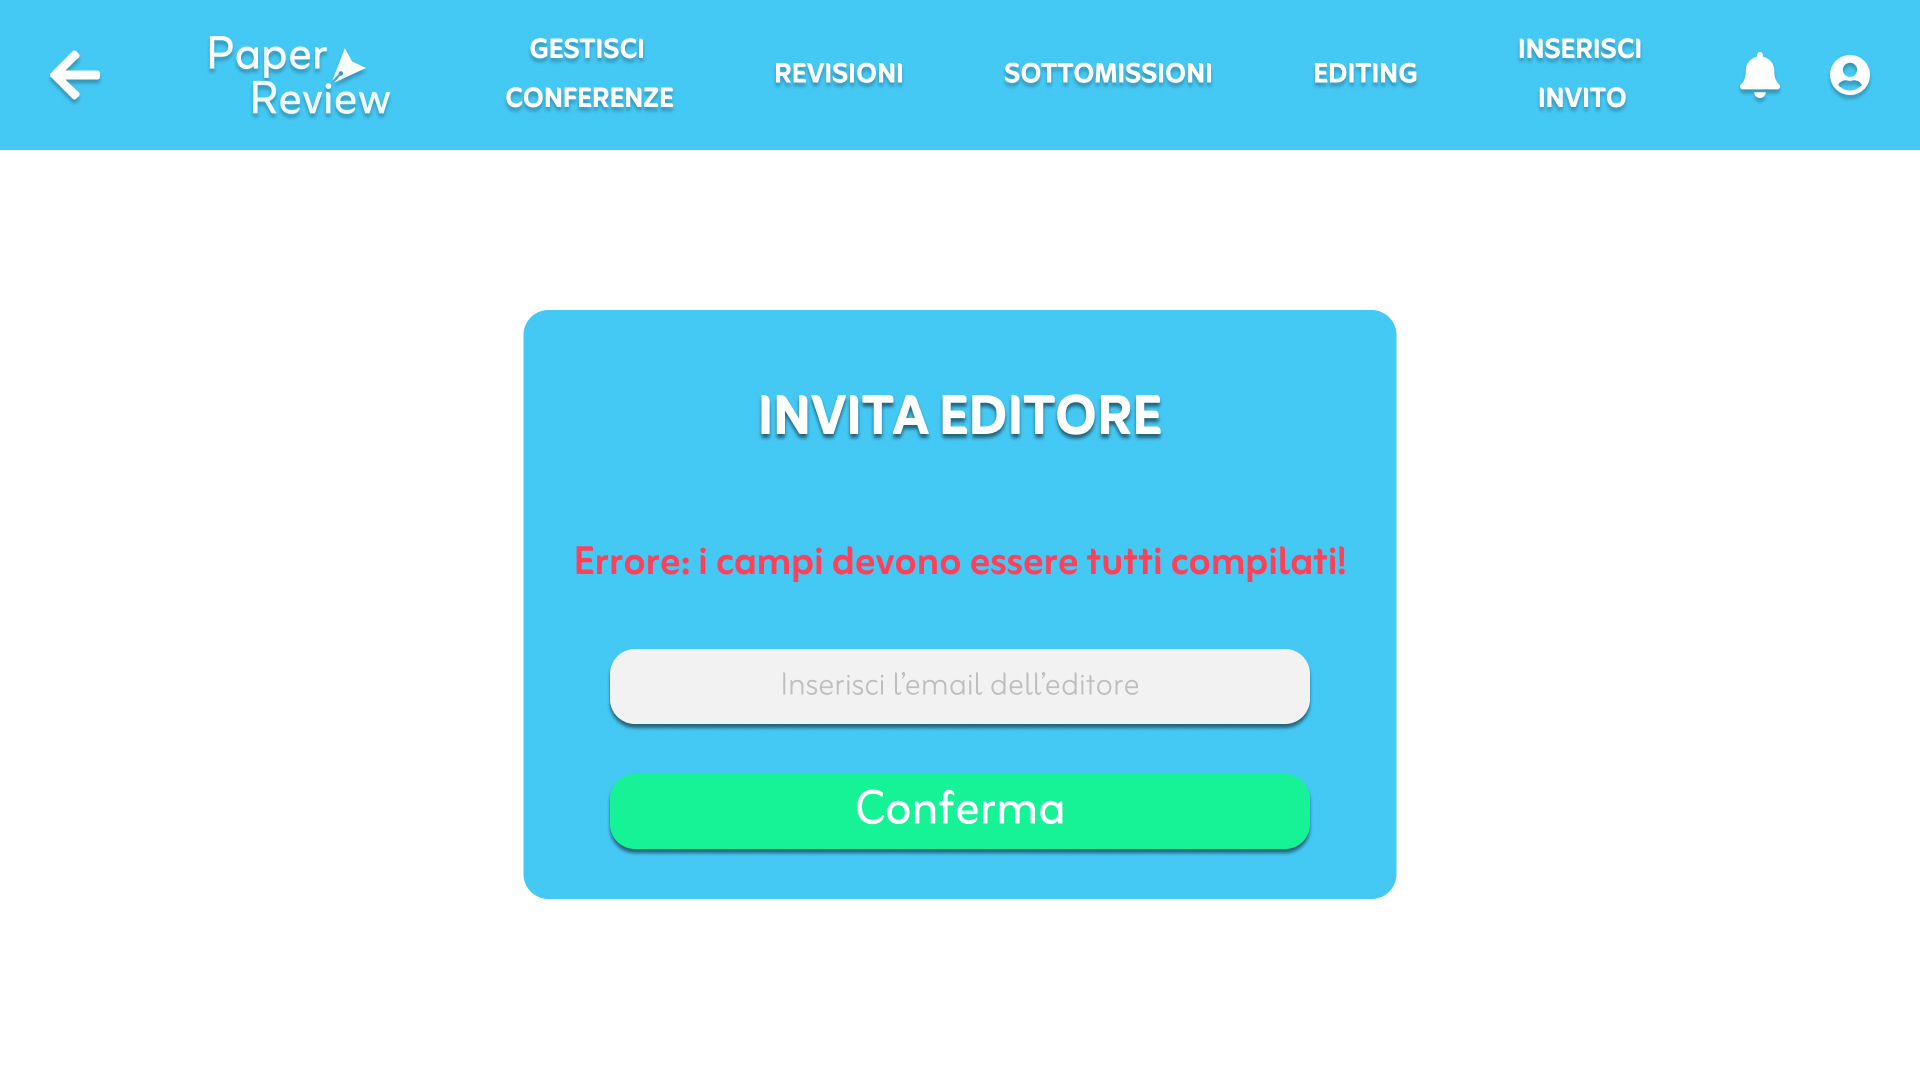 Paper
Review
GESTISCI
CONFERENZE
REVISIONI
SOTTOMISSIONI
EDITING
INSERISCI
INVITO
INVITA EDITORE
Errore: i campi devono essere tutti compilati!
Inserisci l’email dell’editore
Conferma